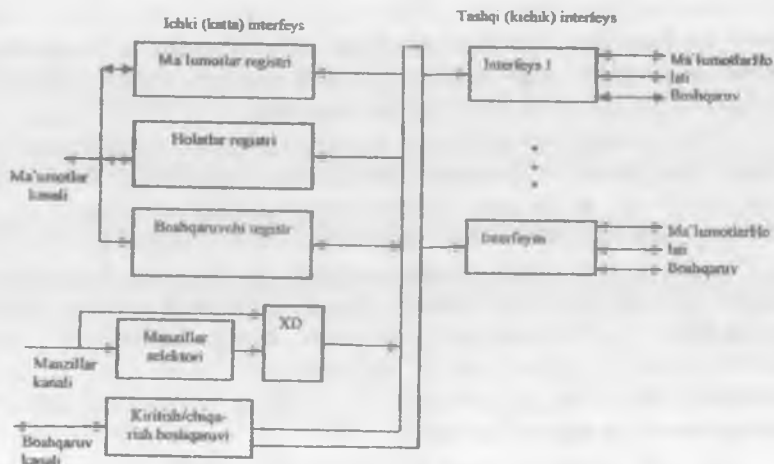 Ichki (katta) interfeys
Tashqi (kichik) interfeys
Ma'lumotlar registri
Holatlar registri
Boshqaruvchi registr
Ma'lumotlar
kanali
Manzillar
selektori
XD
Manzillar
kanali
Kiritish/chiqa-
rish boshqaruvi
Boshqaruv
kanali
Interfeys 1
Ma'lumotlarHo
lati
Boshqaruv
Interfeysn
Ma'lumotlarHo
lati
Boshqaruv